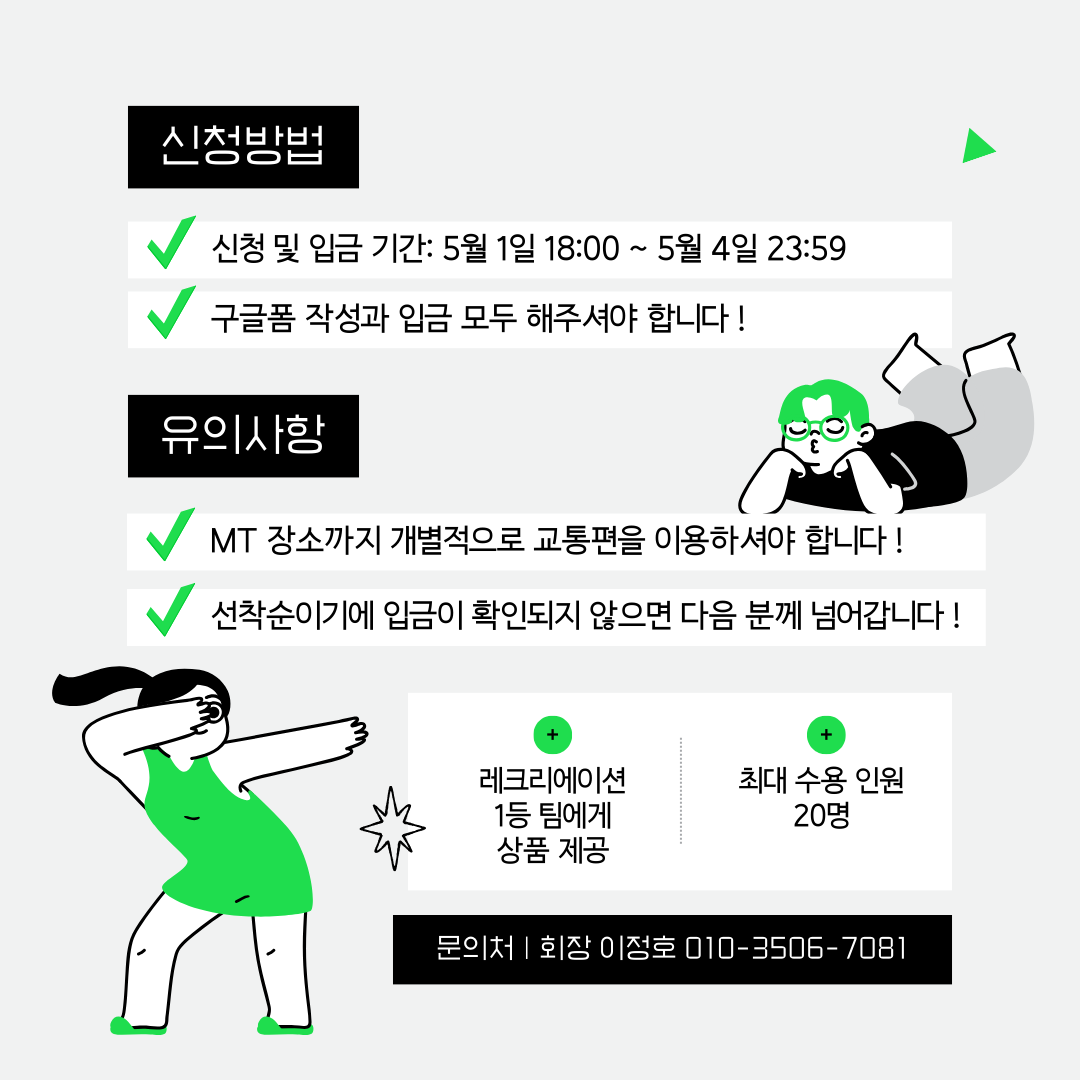 신청방법
신청 및 입금 기간: 5월 1일 18:00 ~ 5월 4일 23:59
구글폼 작성과 입금 모두 해주셔야 합니다 !
유의사항
MT 장소까지 개별적으로 교통편을 이용하셔야 합니다 !
선착순이기에 입금이 확인되지 않으면 다음 분께 넘어갑니다 !
+
레크리에이션
1등 팀에게
상품 제공
+
최대 수용 인원
20명
문의처 | 회장 이정호 010-3506-7081